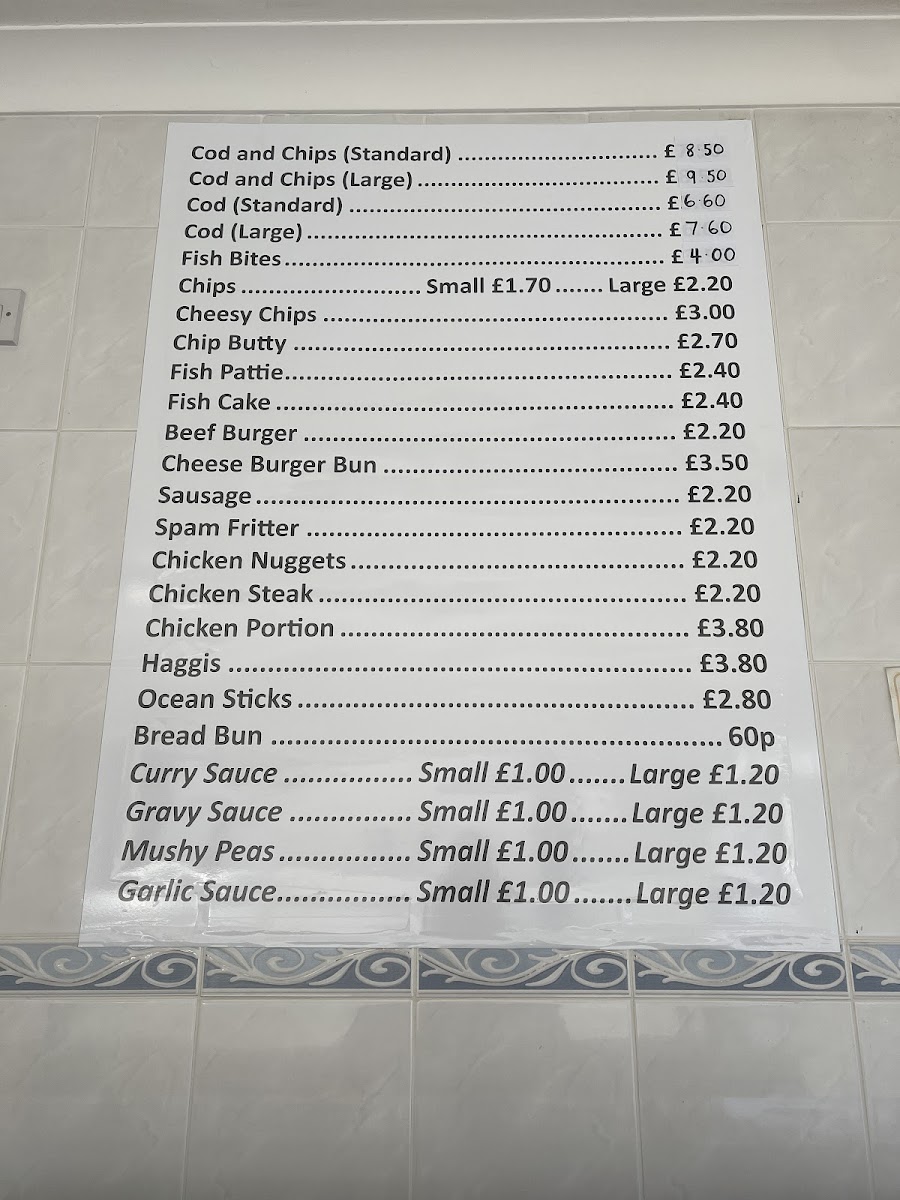 Cod and Chips (Standard) .............................. £ 8.50
Cod and Chips (Large) .................................... £ 9.50
Cod (Standard) ............................................... £6.60
Cod (Large) ..................................................... £7.60
Fish Bites......................................................... £ 4.00
Chips ........................... Small £1.70....... Large £2.20
Cheesy Chips .................................................... £3.00
Chip Butty ......................................................... £2.70
Fish Pattie.......................................................... £2.40
Fish Cake ............................................................ £2.40
Beef Burger ........................................................ £2.20
Cheese Burger Bun ............................................ £3.50
Sausage................................................................ £2.20
Spam Fritter ......................................................... £2.20
Chicken Nuggets.................................................. £2.20
Chicken Steak ....................................................... £2.20
Chicken Portion .................................................... £3.80
Haggis ..................................................................... £3.80
Ocean Sticks ........................................................... £2.80
Bread Bun .................................................................. 60p
Curry Sauce ................ Small £1.00....... Large £1.20
Gravy Sauce ................ Small £1.00....... Large £1.20
Mushy Peas ................. Small £1.00....... Large £1.20
Garlic Sauce................. Small £1.00....... Large £1.20